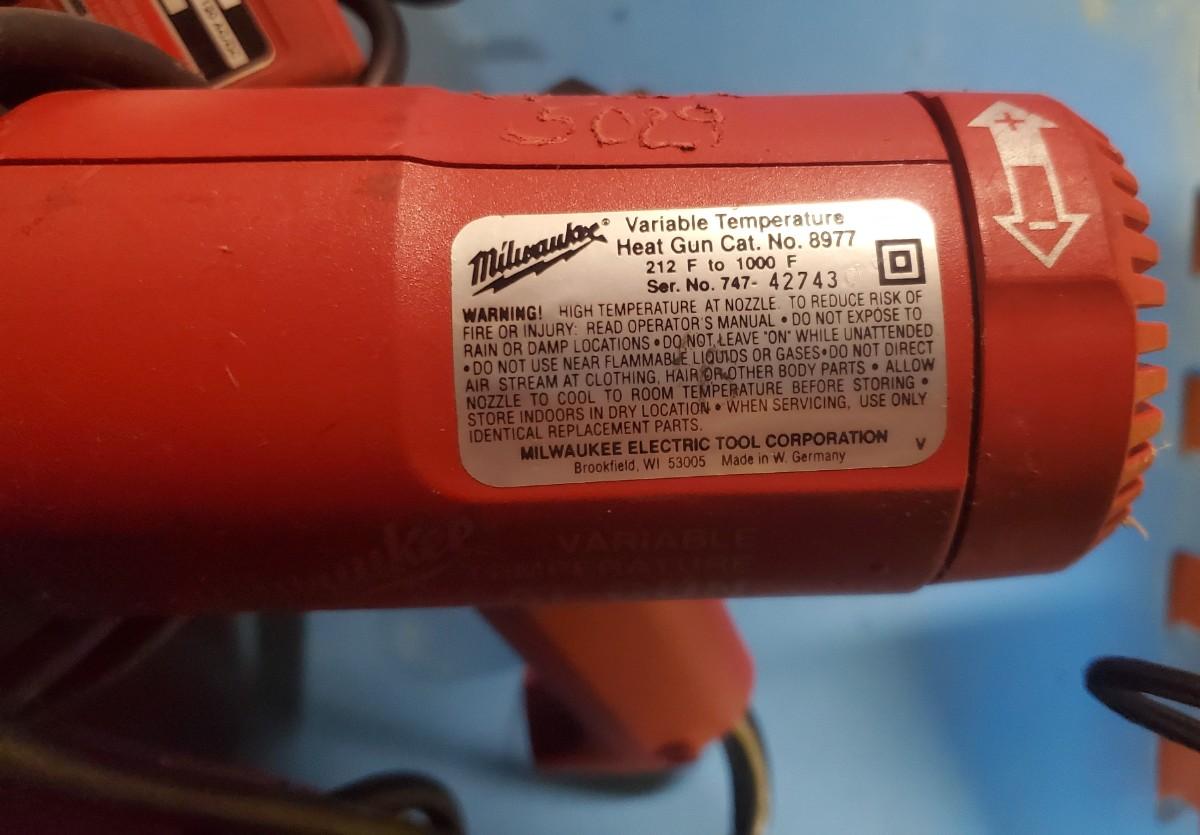 5029
+
-
Milwaukee®
Variable Temperature
Heat Gun Cat. No. 8977
212 F to 1000 F
Ser. No. 747- 42743
WARNING! HIGH TEMPERATURE AT NOZZLE. TO REDUCE RISK OF
FIRE OR INJURY: READ OPERATOR'S MANUAL • DO NOT EXPOSE TO
RAIN OR DAMP LOCATIONS • DO NOT LEAVE "ON" WHILE UNATTENDED
• DO NOT USE NEAR FLAMMABLE LIQUIDS OR GASES • DO NOT DIRECT
AIR STREAM AT CLOTHING, HAIR OR OTHER BODY PARTS • ALLOW
NOZZLE TO COOL TO ROOM TEMPERATURE BEFORE STORING •
STORE INDOORS IN DRY LOCATION • WHEN SERVICING, USE ONLY
IDENTICAL REPLACEMENT PARTS.
MILWAUKEE ELECTRIC TOOL CORPORATION V
Brookfield, WI 53005 Made in W. Germany
VARIABLE